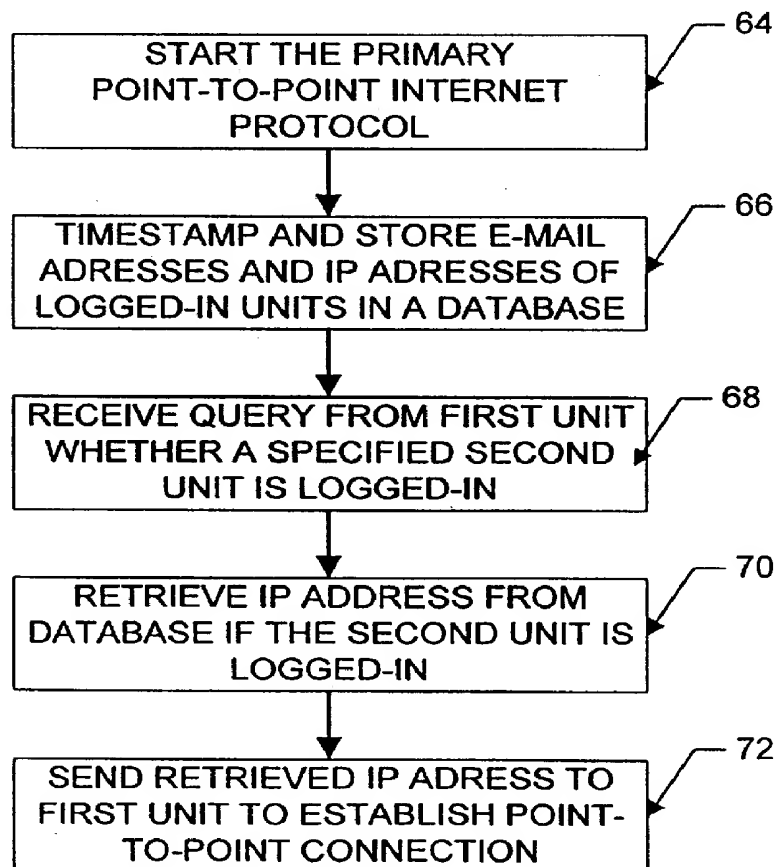 64
START THE PRIMARY
POINT-TO-POINT INTERNET
PROTOCOL
66
TIMESTAMP AND STORE E-MAIL
ADRESSES AND IP ADRESSES OF
LOGGED-IN UNITS IN A DATABASE
68
RECEIVE QUERY FROM FIRST UNIT
WHETHER A SPECIFIED SECOND
UNIT IS LOGGED-IN
70
RETRIEVE IP ADDRESS FROM
DATABASE IF THE SECOND UNIT IS
LOGGED-IN
72
SEND RETRIEVED IP ADRESS TO
FIRST UNIT TO ESTABLISH POINT-
TO-POINT CONNECTION